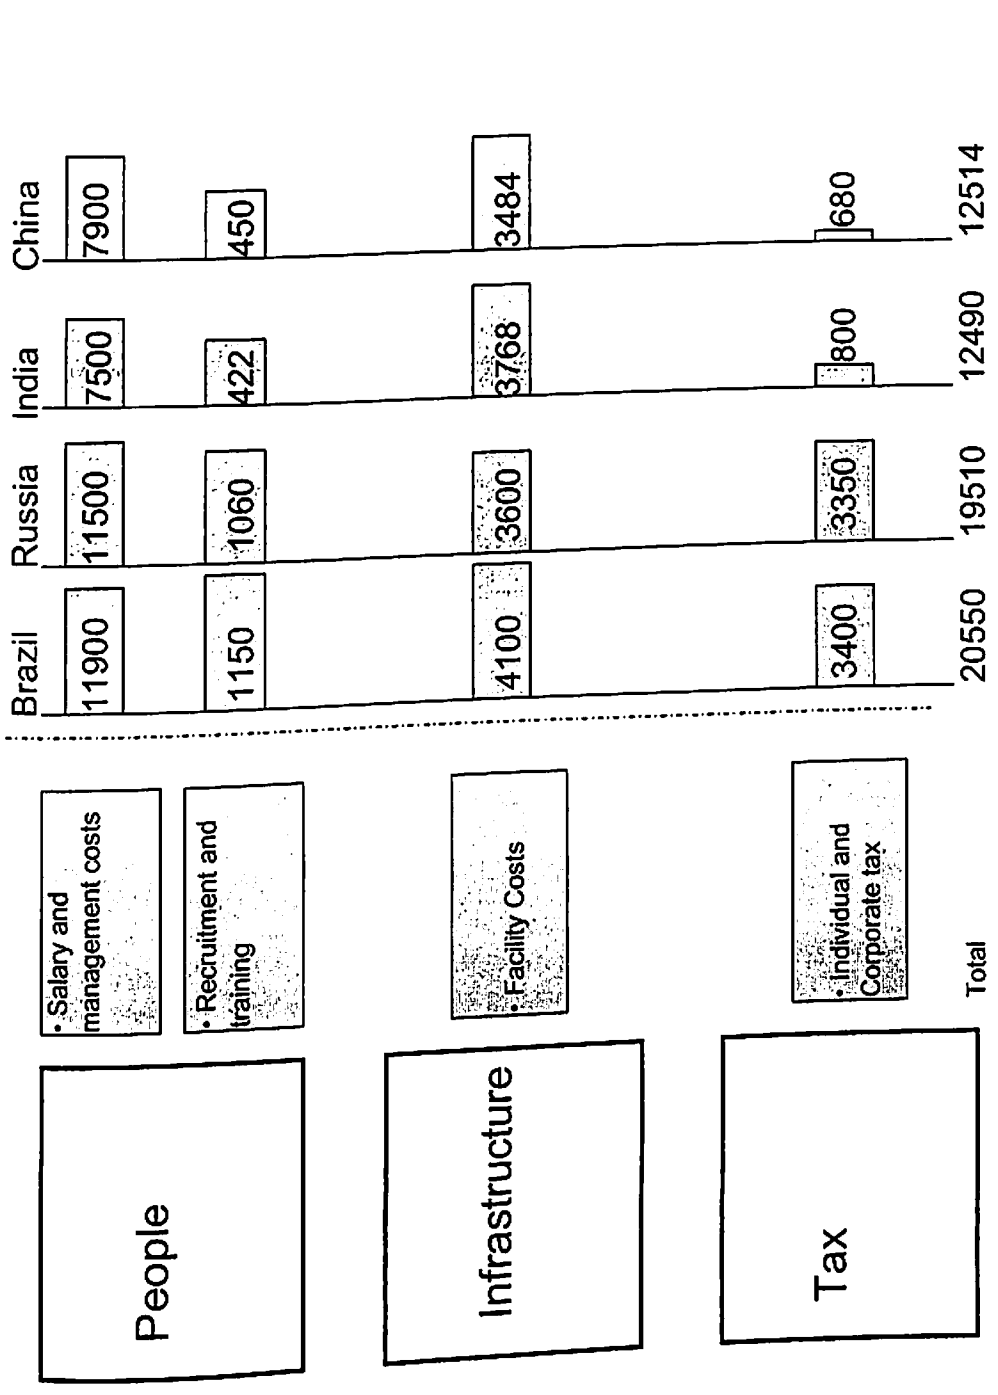 Brazil Russia India China
People
• Salary and
management costs
11900 11500 7500 7900
• Recruitment and
training
1150 1060 422 450
Infrastructure
• Facility Costs
4100 3600 3768 3484
Tax
• Individual and
Corporate tax
3400 3350 800 680
Total 20550 19510 12490 12514